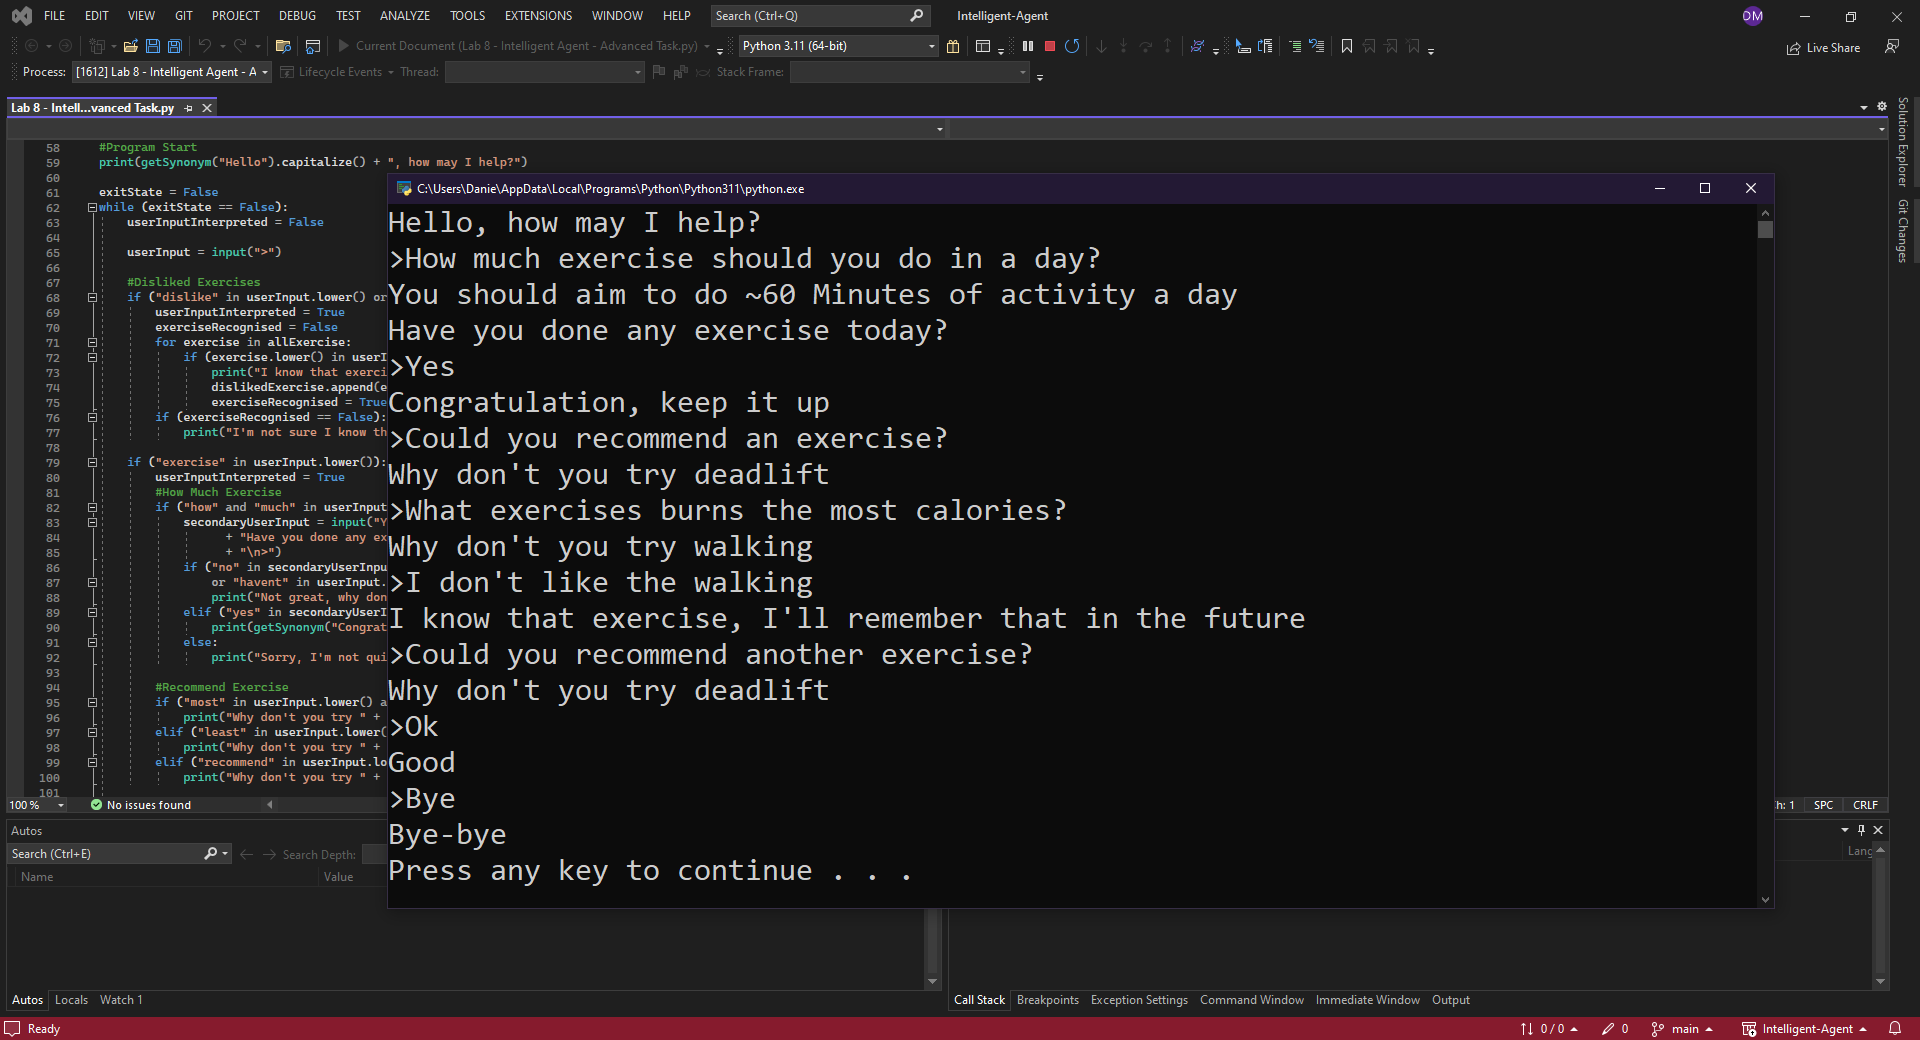 FILE EDIT VIEW GIT PROJECT DEBUG TEST ANALYZE TOOLS EXTENSIONS WINDOW HELP Search (Ctrl+Q) Intelligent-Agent DM
Current Document (Lab 8 - Intelligent Agent - Advanced Task.py) Python 3.11 (64-bit) Live Share
Process: [1612] Lab 8 - Intelligent Agent - A Lifecycle Events Thread: Stack Frame:
Lab 8 - Intell...vanced Task.py
Solution Explorer
Git Changes
58 #Program Start
59 print(getSynonym("Hello").capitalize() + ", how may I help?")
60
61 exitState = False
62 while (exitState == False):
63 userInputInterpreted = False
64
65 userInput = input(">")
66
67 #Disliked Exercises
68 if ("dislike" in userInput.lower() or
69 userInputInterpreted = True
70 exerciseRecognised = False
71 for exercise in allExercise:
72 if (exercise.lower() in userI
73 print("I know that exerci
74 dislikedExercise.append(e
75 exerciseRecognised = True
76 if (exerciseRecognised == False):
77 print("I'm not sure I know th
78
79 if ("exercise" in userInput.lower()):
80 userInputInterpreted = True
81 #How Much Exercise
82 if ("how" and "much" in userInput
83 secondaryUserInput = input("Y
84 + "Have you done any ex
85 + "\n>")
86 if ("no" in secondaryUserInpu
87 or "havent" in userInput.
88 print("Not great, why don
89 elif ("yes" in secondaryUserI
90 print(getSynonym("Congrat
91 else:
92 print("Sorry, I'm not qui
93
94 #Recommend Exercise
95 if ("most" in userInput.lower() a
96 print("Why don't you try " +
97 elif ("least" in userInput.lower(
98 print("Why don't you try " +
99 elif ("recommend" in userInput.lo
100 print("Why don't you try " +
101
C:\Users\Danie\AppData\Local\Programs\Python\Python311\python.exe
Hello, how may I help?
>How much exercise should you do in a day?
You should aim to do ~60 Minutes of activity a day
Have you done any exercise today?
>Yes
Congratulation, keep it up
>Could you recommend an exercise?
Why don't you try deadlift
>What exercises burns the most calories?
Why don't you try walking
>I don't like the walking
I know that exercise, I'll remember that in the future
>Could you recommend another exercise?
Why don't you try deadlift
>Ok
Good
>Bye
Bye-bye
Press any key to continue . . .
100 % No issues found h: 1 SPC CRLF
Autos
Search (Ctrl+E) Search Depth: Lang
Name Value
Autos Locals Watch 1 Call Stack Breakpoints Exception Settings Command Window Immediate Window Output
Ready 0 / 0 0 main Intelligent-Agent